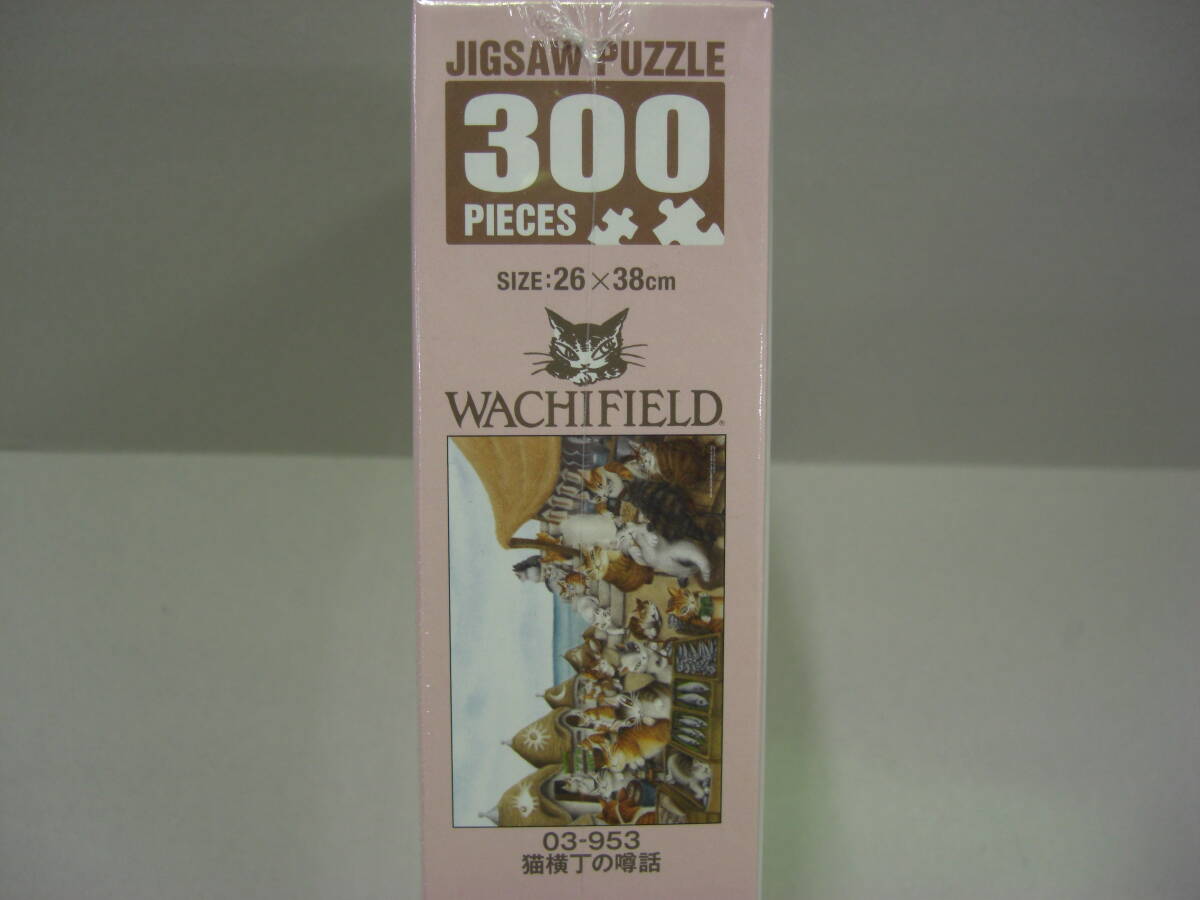 JIGSAW PUZZLE
300
PIECES
SIZE:26×38cm
WACHIFIELD®
03-953
猫横丁の噂話